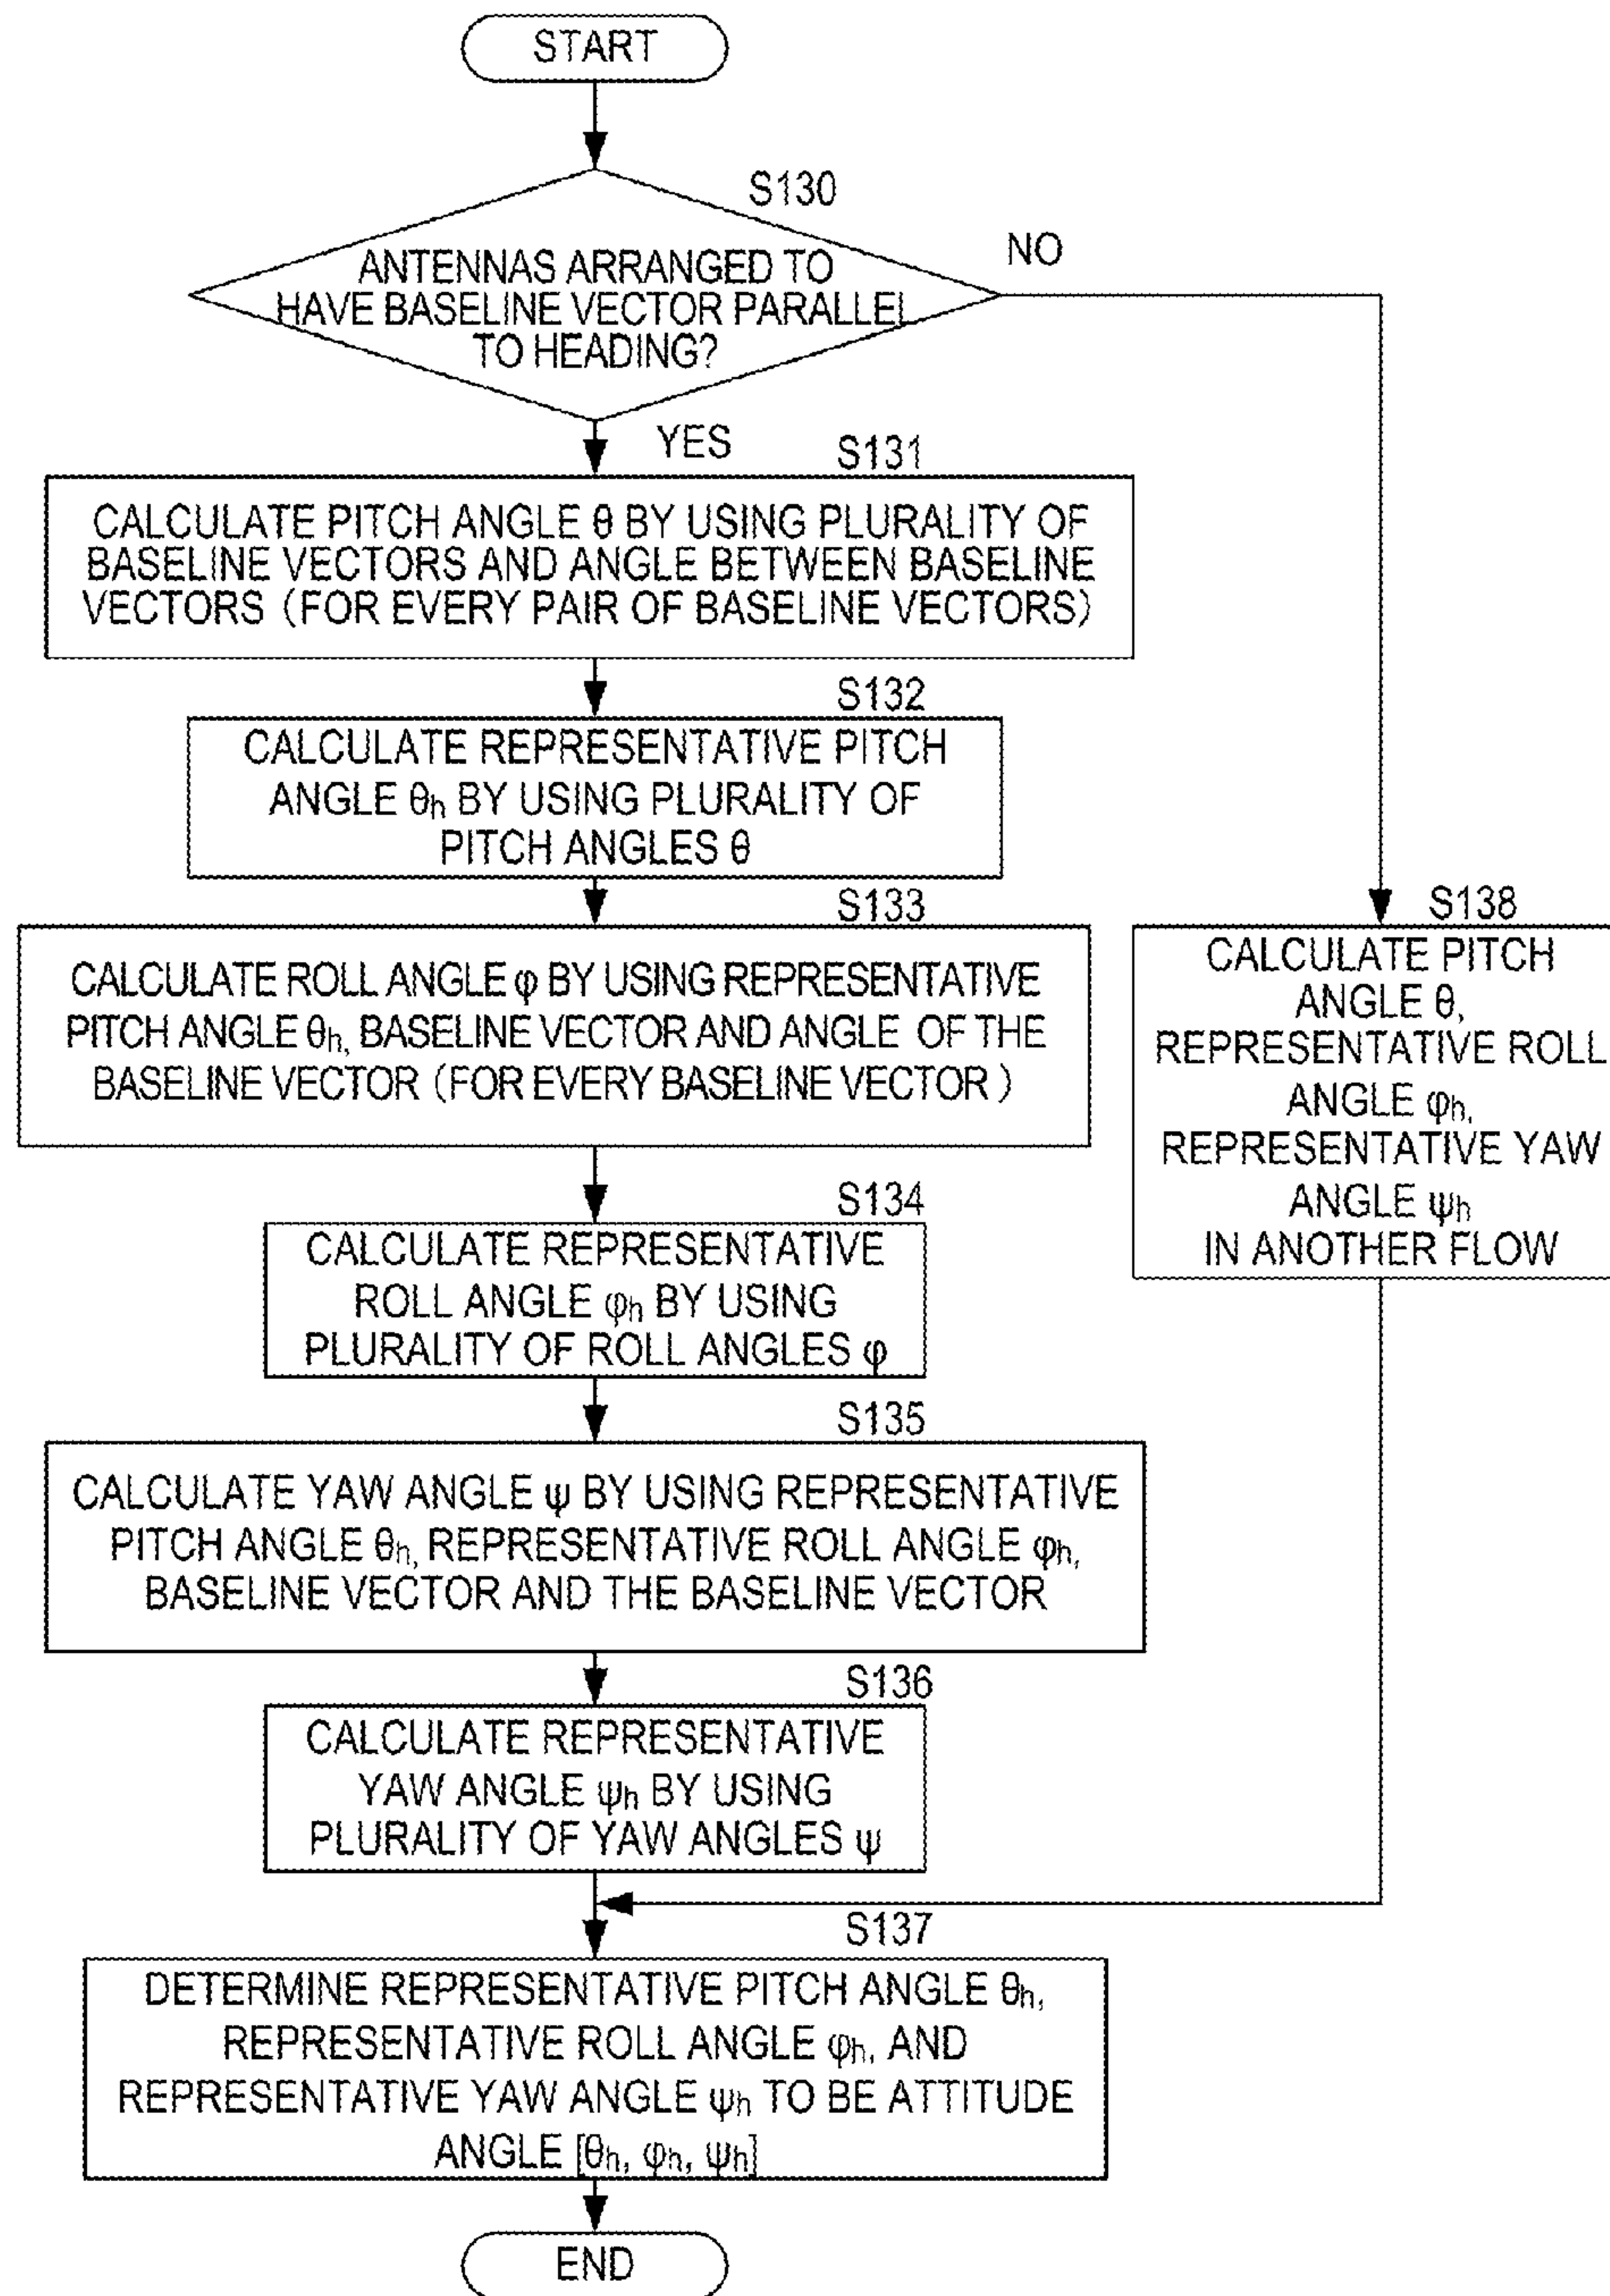 START
S130
ANTENNAS ARRANGED TO
HAVE BASELINE VECTOR PARALLEL
TO HEADING?
NO
YES
S131
CALCULATE PITCH ANGLE θ BY USING PLURALITY OF
BASELINE VECTORS AND ANGLE BETWEEN BASELINE
VECTORS (FOR EVERY PAIR OF BASELINE VECTORS)
S132
CALCULATE REPRESENTATIVE PITCH
ANGLE θh BY USING PLURALITY OF
PITCH ANGLES θ
S133
CALCULATE ROLL ANGLE φ BY USING REPRESENTATIVE
PITCH ANGLE θh, BASELINE VECTOR AND ANGLE OF THE
BASELINE VECTOR (FOR EVERY BASELINE VECTOR)
S138
CALCULATE PITCH
ANGLE θ,
REPRESENTATIVE ROLL
ANGLE φh,
REPRESENTATIVE YAW
ANGLE ψh
IN ANOTHER FLOW
S134
CALCULATE REPRESENTATIVE
ROLL ANGLE φh BY USING
PLURALITY OF ROLL ANGLES φ
S135
CALCULATE YAW ANGLE ψ BY USING REPRESENTATIVE
PITCH ANGLE θh, REPRESENTATIVE ROLL ANGLE φh,
BASELINE VECTOR AND THE BASELINE VECTOR
S136
CALCULATE REPRESENTATIVE
YAW ANGLE ψh BY USING
PLURALITY OF YAW ANGLES ψ
S137
DETERMINE REPRESENTATIVE PITCH ANGLE θh,
REPRESENTATIVE ROLL ANGLE φh, AND
REPRESENTATIVE YAW ANGLE ψh TO BE ATTITUDE
ANGLE [θh, φh, ψh]
END